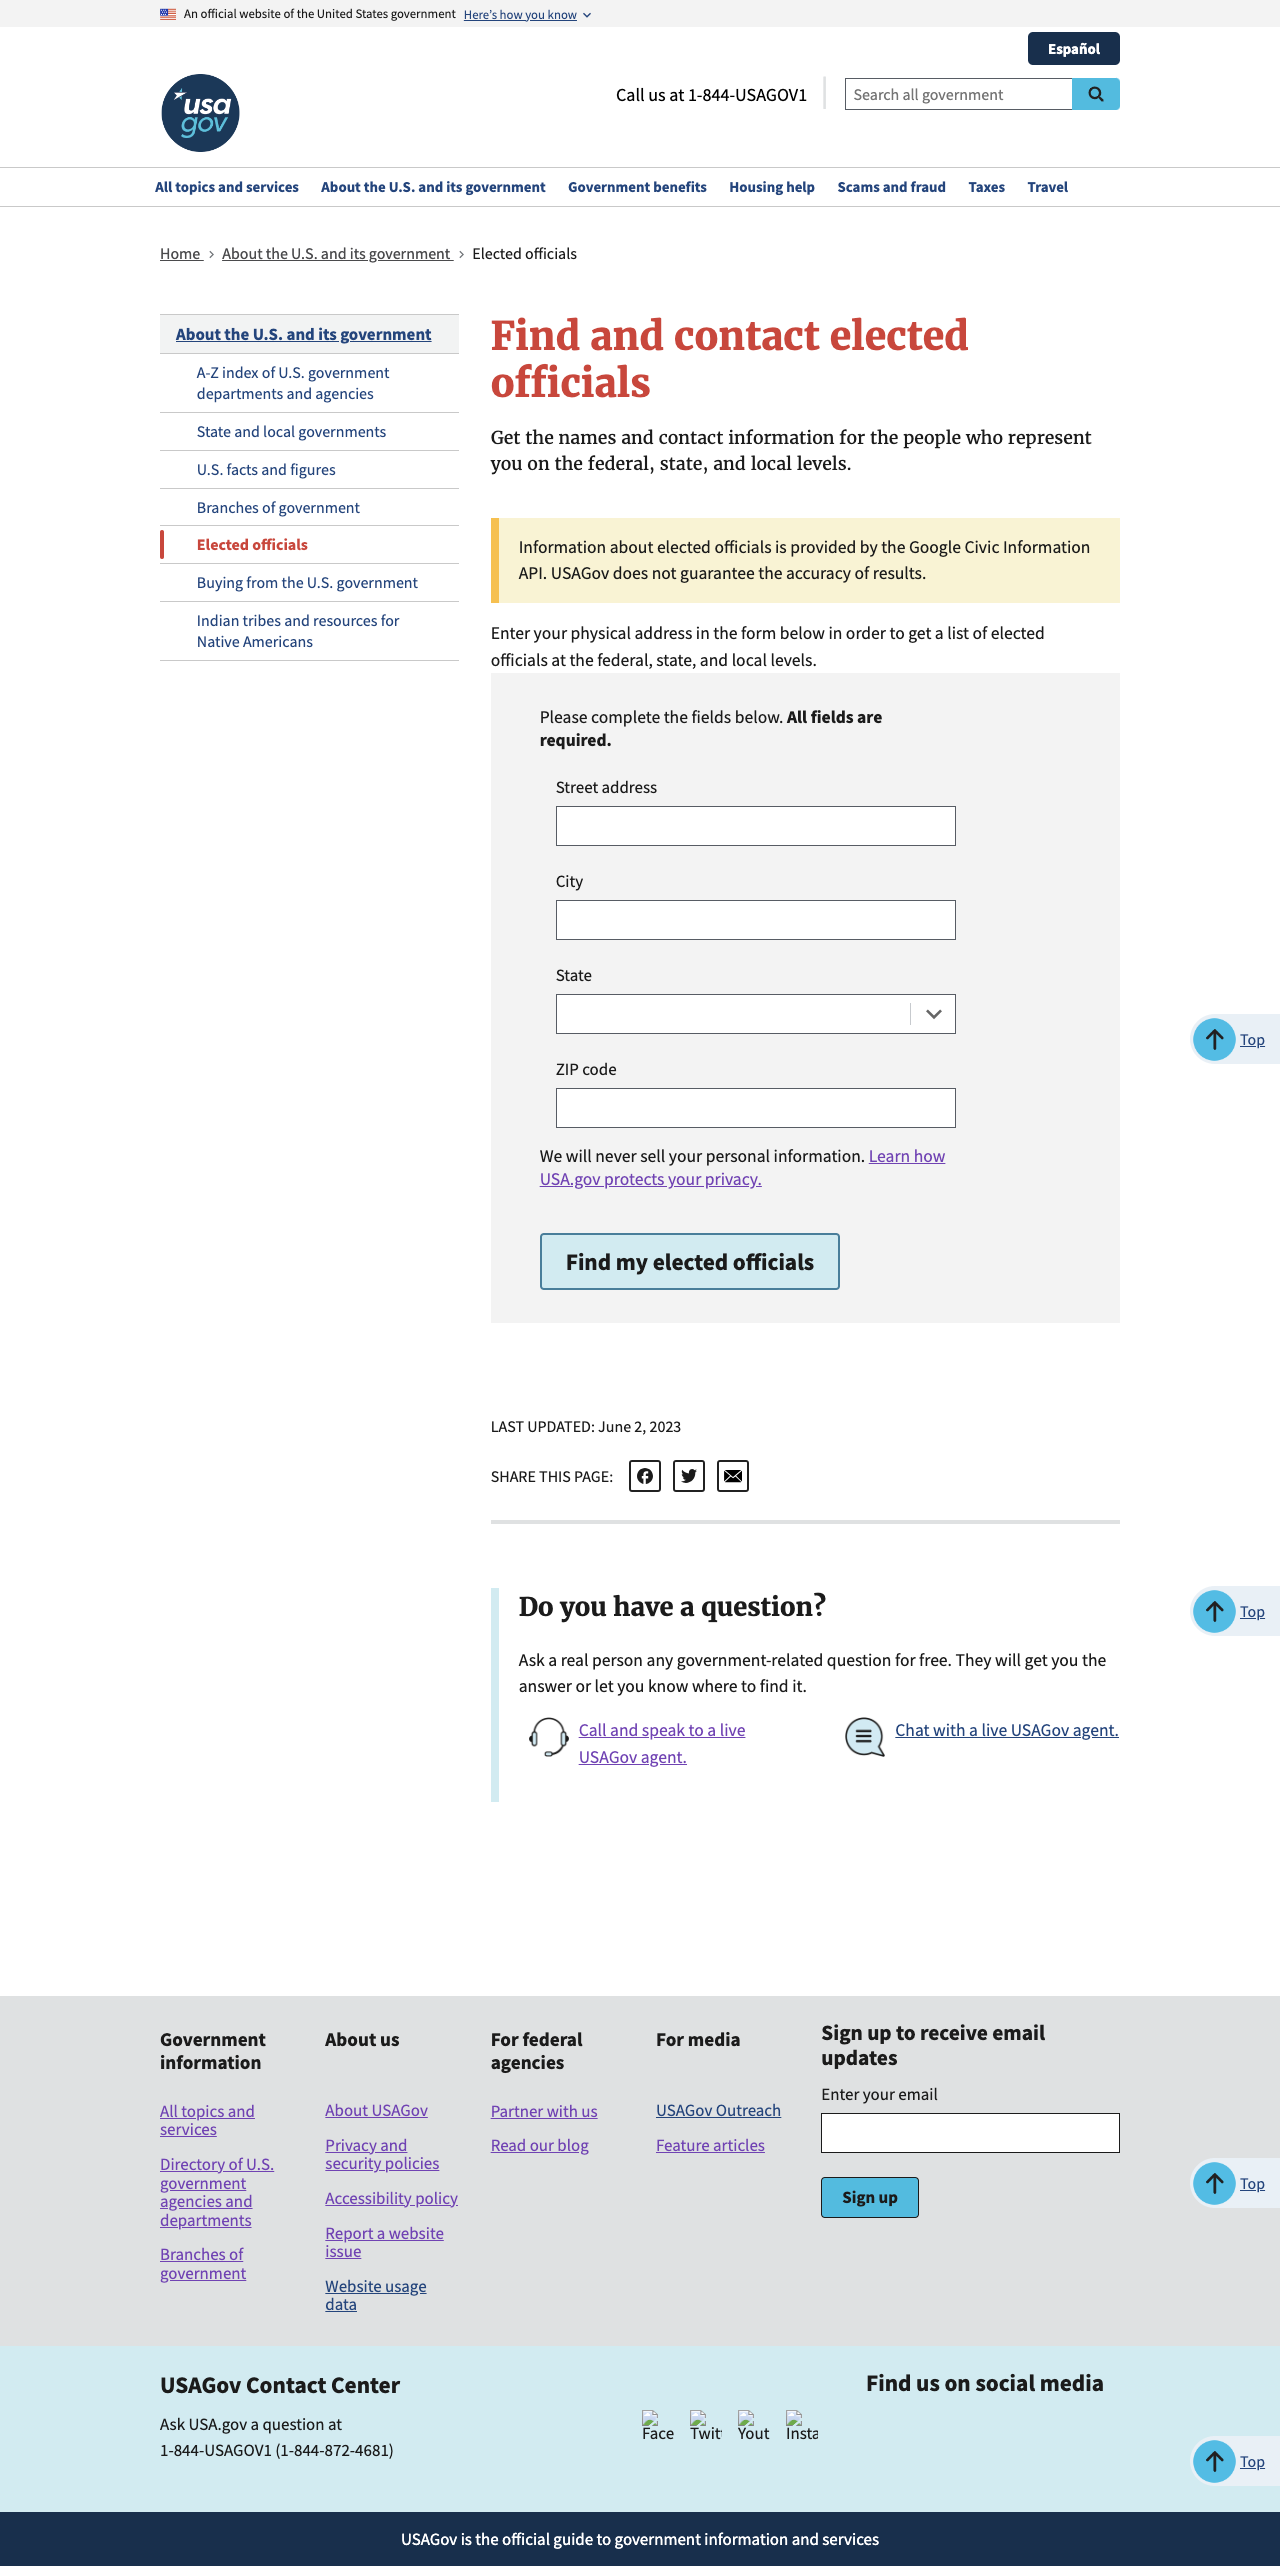 An official website of the United States government Here's how you know
Español
usa
gov
Call us at 1-844-USAGOV1
Search all government
All topics and services About the U.S. and its government Government benefits Housing help Scams and fraud Taxes Travel
Home About the U.S. and its government Elected officials
About the U.S. and its government
A-Z index of U.S. government
departments and agencies
State and local governments
U.S. facts and figures
Branches of government
Elected officials
Buying from the U.S. government
Indian tribes and resources for
Native Americans
Find and contact elected
officials
Get the names and contact information for the people who represent
you on the federal, state, and local levels.
Information about elected officials is provided by the Google Civic Information
API. USAGov does not guarantee the accuracy of results.
Enter your physical address in the form below in order to get a list of elected
officials at the federal, state, and local levels.
Please complete the fields below. All fields are
required.
Street address
City
State
Top
ZIP code
We will never sell your personal information. Learn how
USA.gov protects your privacy.
Find my elected officials
LAST UPDATED: June 2, 2023
SHARE THIS PAGE:
Do you have a question?
Top
Ask a real person any government-related question for free. They will get you the
answer or let you know where to find it.
Call and speak to a live
USAGov agent.
Chat with a live USAGov agent.
Government
information
All topics and
services
Directory of U.S.
government
agencies and
departments
Branches of
government
About us
About USAGov
Privacy and
security policies
Accessibility policy
Report a website
issue
Website usage
data
For federal
agencies
Partner with us
Read our blog
For media
USAGov Outreach
Feature articles
Sign up to receive email
updates
Enter your email
Sign up
Top
USAGov Contact Center
Ask USA.gov a question at
1-844-USAGOV1 (1-844-872-4681)
Find us on social media
Face Twit Yout Insta
Top
USAGov is the official guide to government information and services